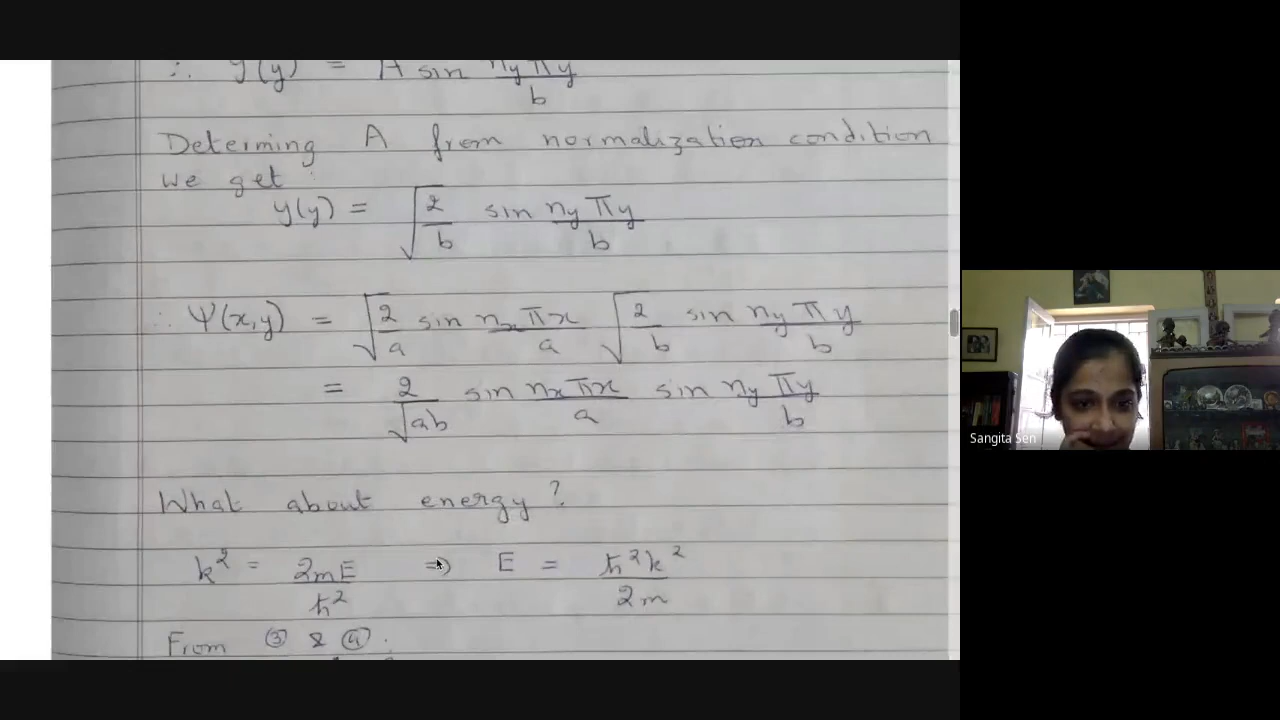 ∴ y(y) = A sin nyπy/b
Determing A from normalization condition
we get :
y(y) = √(2/b) sin nyπy/b
∴ Ψ(x,y) = √(2/a) sin nxπx/a √(2/b) sin nyπy/b
= 2/√ab sin nxπx/a sin nyπy/b
What about energy?
k² = 2mE/ħ² ⇒ E = ħ²k²/2m
From ③ & ④.
Sangita Sen